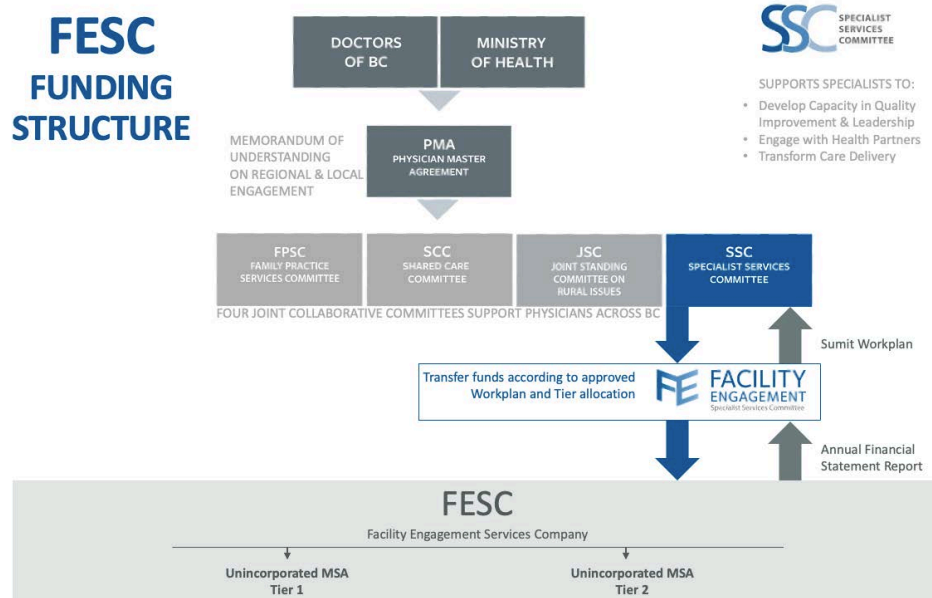 FESC
FUNDING
STRUCTURE
DOCTORS
OF BC
MINISTRY
OF HEALTH
SSC
SPECIALIST
SERVICES
COMMITTEE
SUPPORTS SPECIALISTS TO:
• Develop Capacity in Quality
Improvement & Leadership
• Engage with Health Partners
• Transform Care Delivery
MEMORANDUM OF
UNDERSTANDING
ON REGIONAL & LOCAL
ENGAGEMENT
PMA
PHYSICIAN MASTER
AGREEMENT
FPSC
FAMILY PRACTICE
SERVICES COMMITTEE
SCC
SHARED CARE
COMMITTEE
JSC
JOINT STANDING
COMMITTEE ON
RURAL ISSUES
SSC
SPECIALIST SERVICES
COMMITTEE
FOUR JOINT COLLABORATIVE COMMITTEES SUPPORT PHYSICIANS ACROSS BC
Sumit Workplan
Transfer funds according to approved
Workplan and Tier allocation
FE
FACILITY
ENGAGEMENT
Specialist Services Committee
Annual Financial
Statement Report
FESC
Facility Engagement Services Company
Unincorporated MSA
Tier 1
Unincorporated MSA
Tier 2